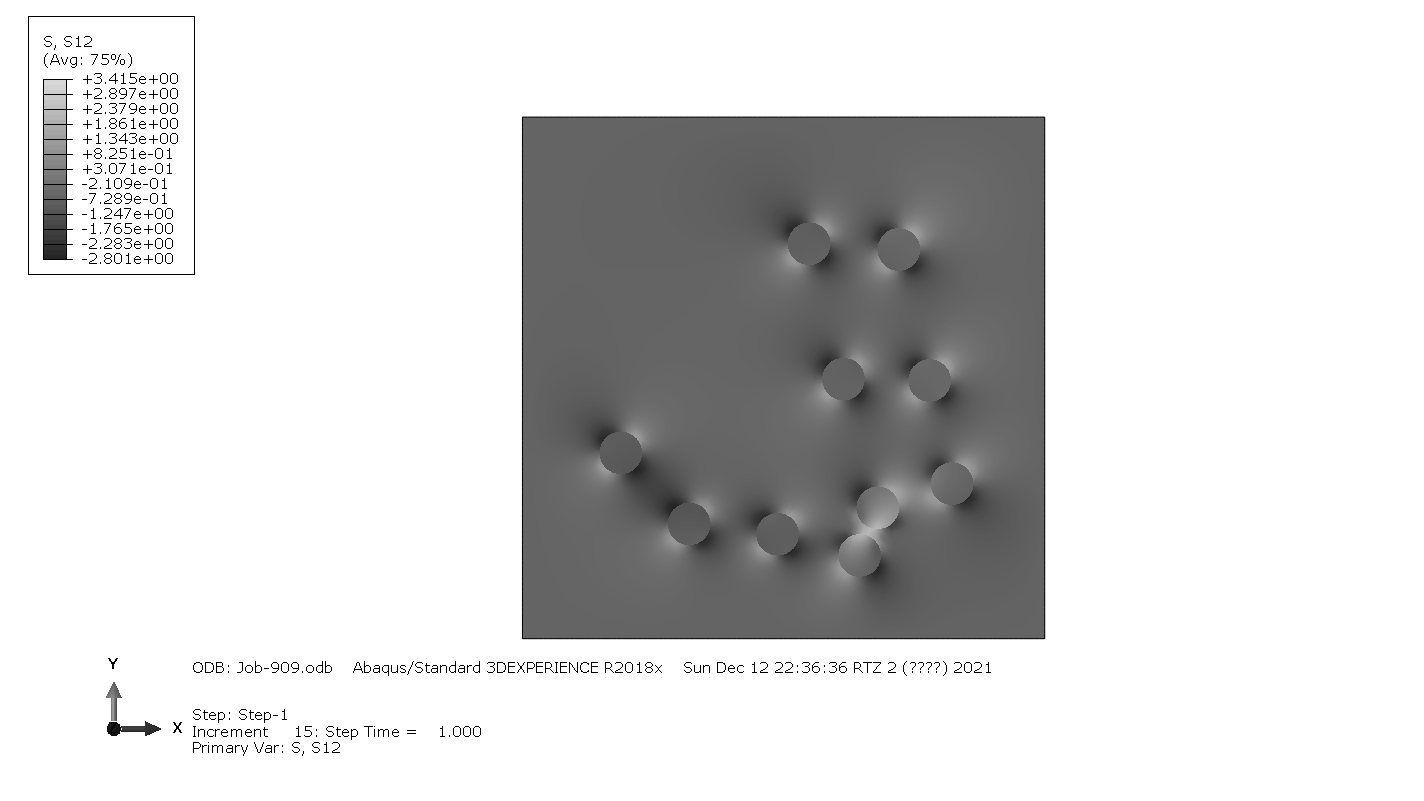 S, S12
(Avg: 75%)
+3.415e+00
+2.897e+00
+2.379e+00
+1.861e+00
+1.343e+00
+8.251e-01
+3.071e-01
-2.109e-01
-7.289e-01
-1.247e+00
-1.765e+00
-2.283e+00
-2.801e+00
Y
X
ODB: Job-909.odb    Abaqus/Standard 3DEXPERIENCE R2018x    Sun Dec 12 22:36:36 RTZ 2 (????) 2021
Step: Step-1
Increment     15: Step Time =    1.000
Primary Var: S, S12